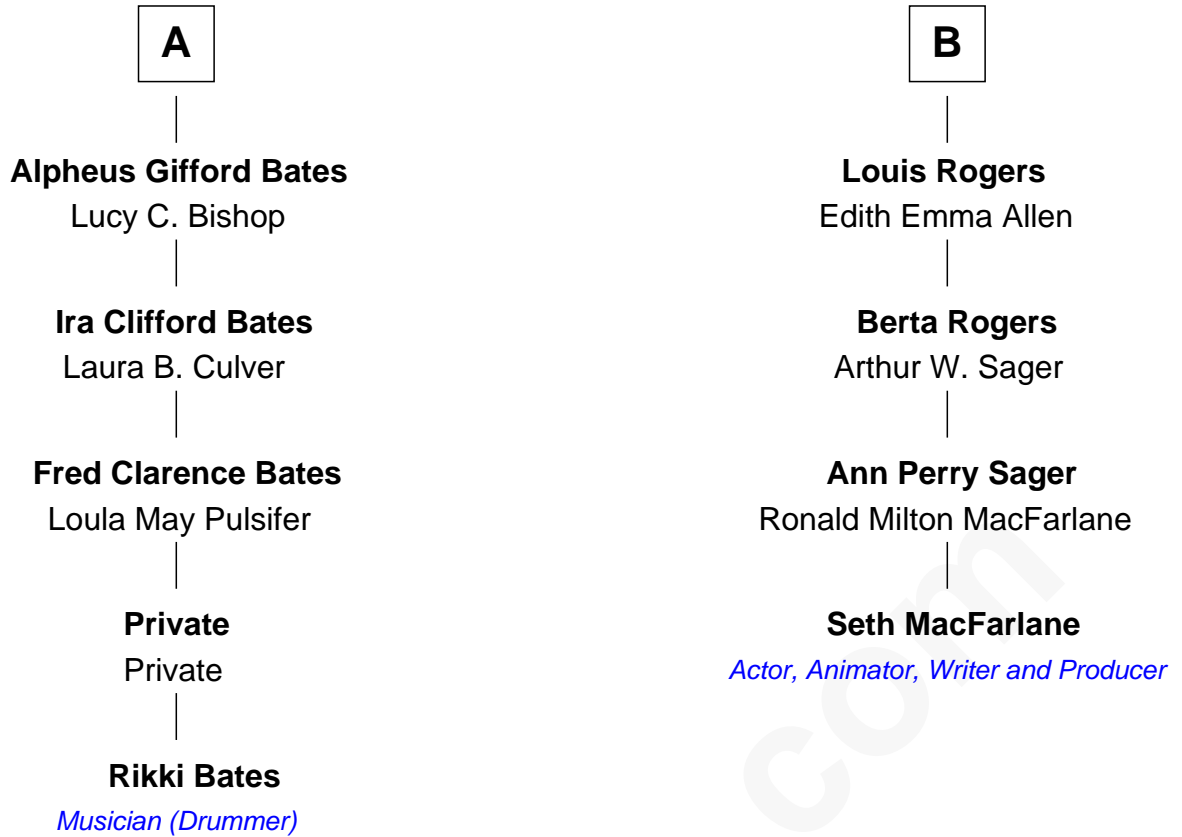 A
Alpheus Gifford Bates
Lucy C. Bishop
Ira Clifford Bates
Laura B. Culver
Fred Clarence Bates
Loula May Pulsifer
Private
Private
Rikki Bates
Musician (Drummer)
B
Louis Rogers
Edith Emma Allen
Berta Rogers
Arthur W. Sager
Ann Perry Sager
Ronald Milton MacFarlane
Seth MacFarlane
Actor, Animator, Writer and Producer
com